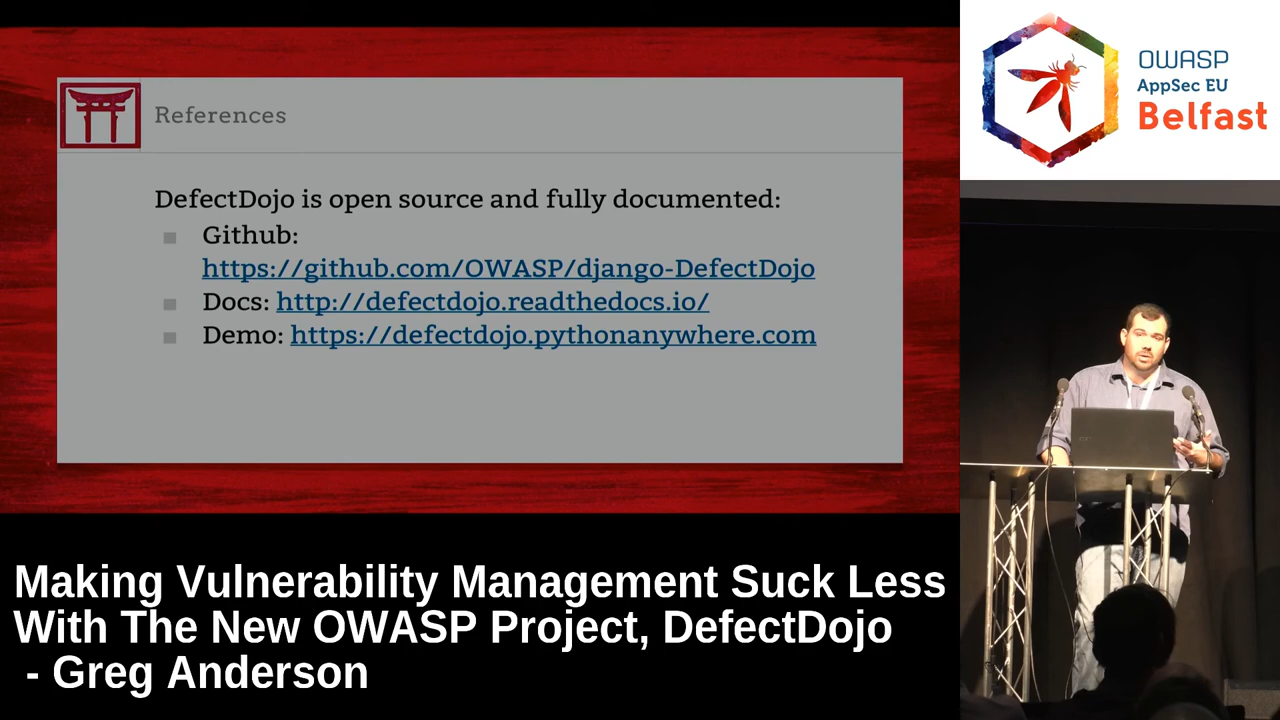 References
DefectDojo is open source and fully documented:
Github:
https://github.com/OWASP/django-DefectDojo
Docs: http://defectdojo.readthedocs.io/
Demo: https://defectdojo.pythonanywhere.com
OWASP
AppSec EU
Belfast
Making Vulnerability Management Suck Less
With The New OWASP Project, DefectDojo
- Greg Anderson